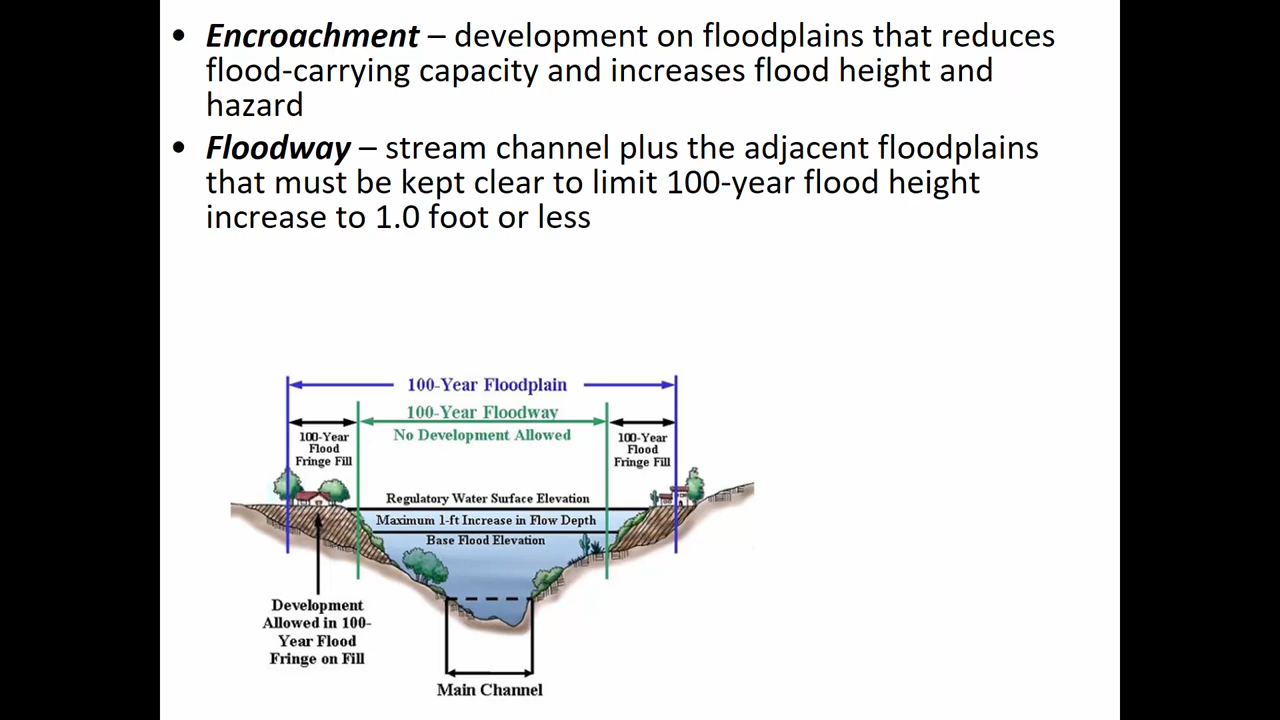 • Encroachment – development on floodplains that reduces
flood-carrying capacity and increases flood height and
hazard
• Floodway – stream channel plus the adjacent floodplains
that must be kept clear to limit 100-year flood height
increase to 1.0 foot or less
100-Year Floodplain
100-Year Floodway
No Development Allowed
100-Year
Flood
Fringe Fill
100-Year
Flood
Fringe Fill
Regulatory Water Surface Elevation
Maximum 1-ft Increase in Flow Depth
Base Flood Elevation
Development
Allowed in 100-
Year Flood
Fringe on Fill
Main Channel